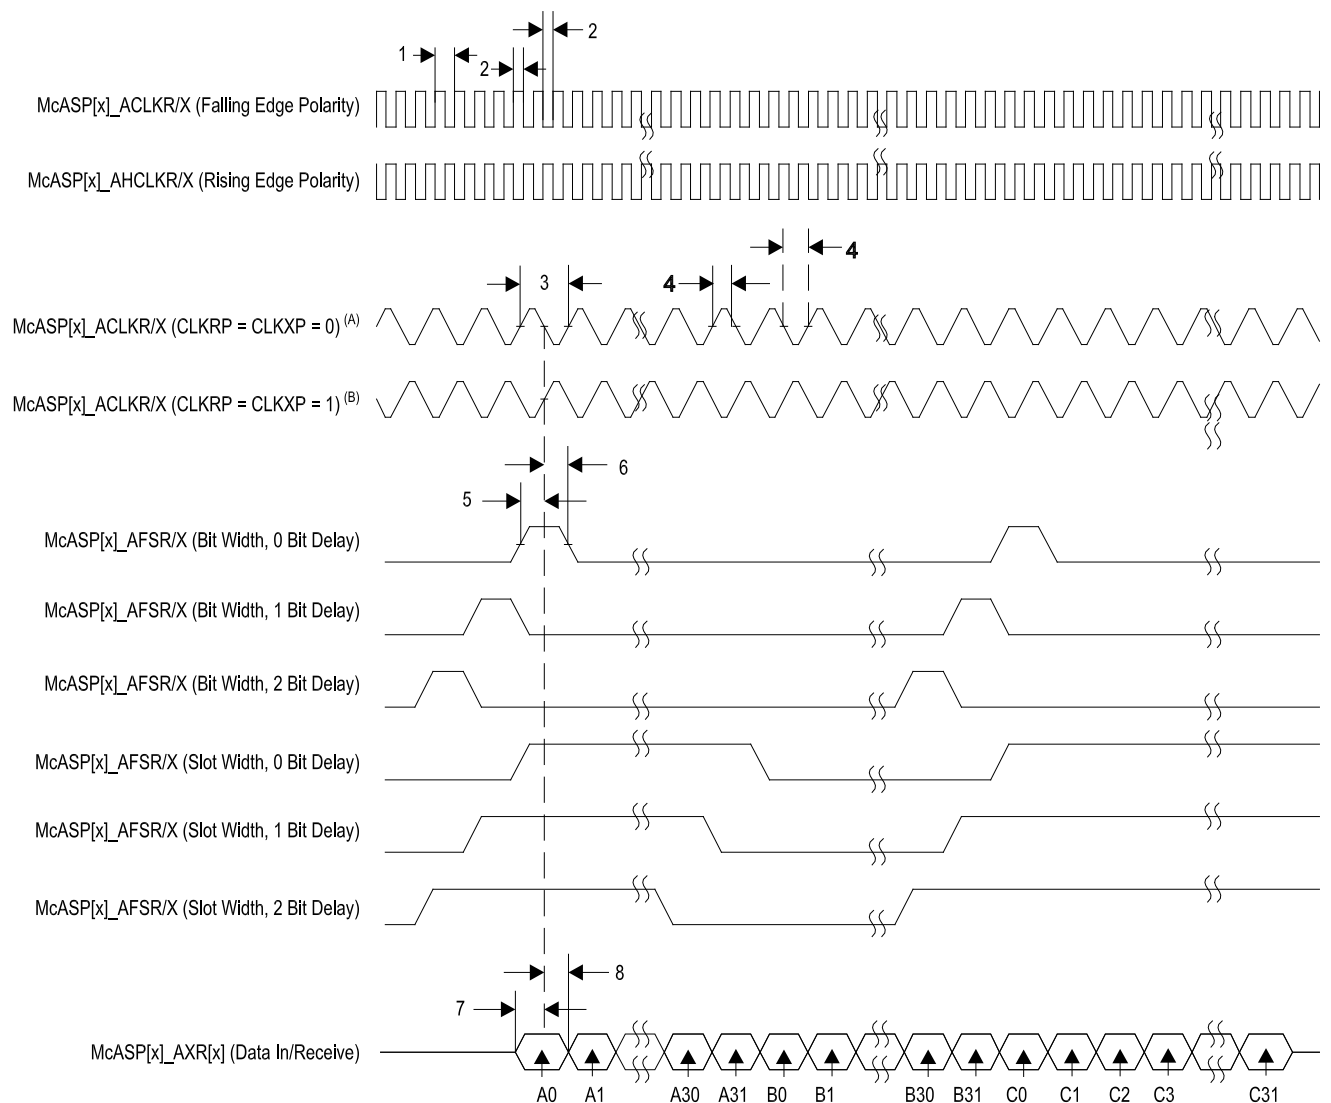 2
1
2
McASP[x]_ACLKR/X (Falling Edge Polarity)
McASP[x]_AHCLKR/X (Rising Edge Polarity)
4
3
4
McASP[x]_ACLKR/X (CLKRP = CLKXP = 0) (A)
McASP[x]_ACLKR/X (CLKRP = CLKXP = 1) (B)
6
5
McASP[x]_AFSR/X (Bit Width, 0 Bit Delay)
McASP[x]_AFSR/X (Bit Width, 1 Bit Delay)
McASP[x]_AFSR/X (Bit Width, 2 Bit Delay)
McASP[x]_AFSR/X (Slot Width, 0 Bit Delay)
McASP[x]_AFSR/X (Slot Width, 1 Bit Delay)
McASP[x]_AFSR/X (Slot Width, 2 Bit Delay)
8
7
McASP[x]_AXR[x] (Data In/Receive)
A0 A1 A30 A31 B0 B1 B30 B31 C0 C1 C2 C3 C31